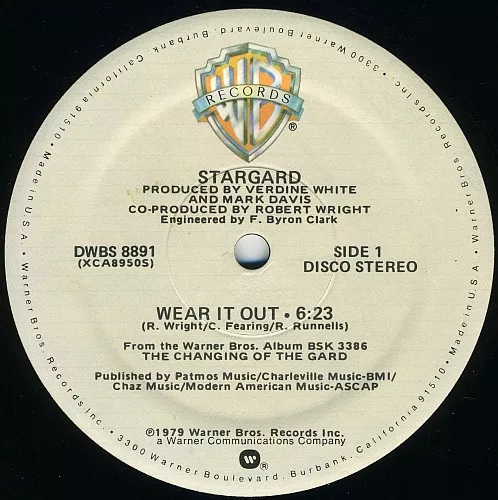 WB
RECORDS
®
STARGARD
PRODUCED BY VERDINE WHITE
AND MARK DAVIS
CO-PRODUCED BY ROBERT WRIGHT
Engineered by F. Byron Clark
DWBS 8891
(XCA8950S)
SIDE 1
DISCO STEREO
WEAR IT OUT • 6:23
(R. Wright/C. Fearing/R. Runnells)
From the Warner Bros. Album BSK 3386
THE CHANGING OF THE GARD
Published by Patmos Music/Charleville Music-BMI/
Chaz Music/Modern American Music-ASCAP
℗1979 Warner Bros. Records Inc.
a Warner Communications Company
W ®
Warner Bros. Records Inc. • 3300 Warner Boulevard, Burbank, California 91510 • Made in U.S.A. • Warner Bros. Records Inc. • 3300 Warner Boulevard, Burbank, California 91510 • Made in U.S.A. •